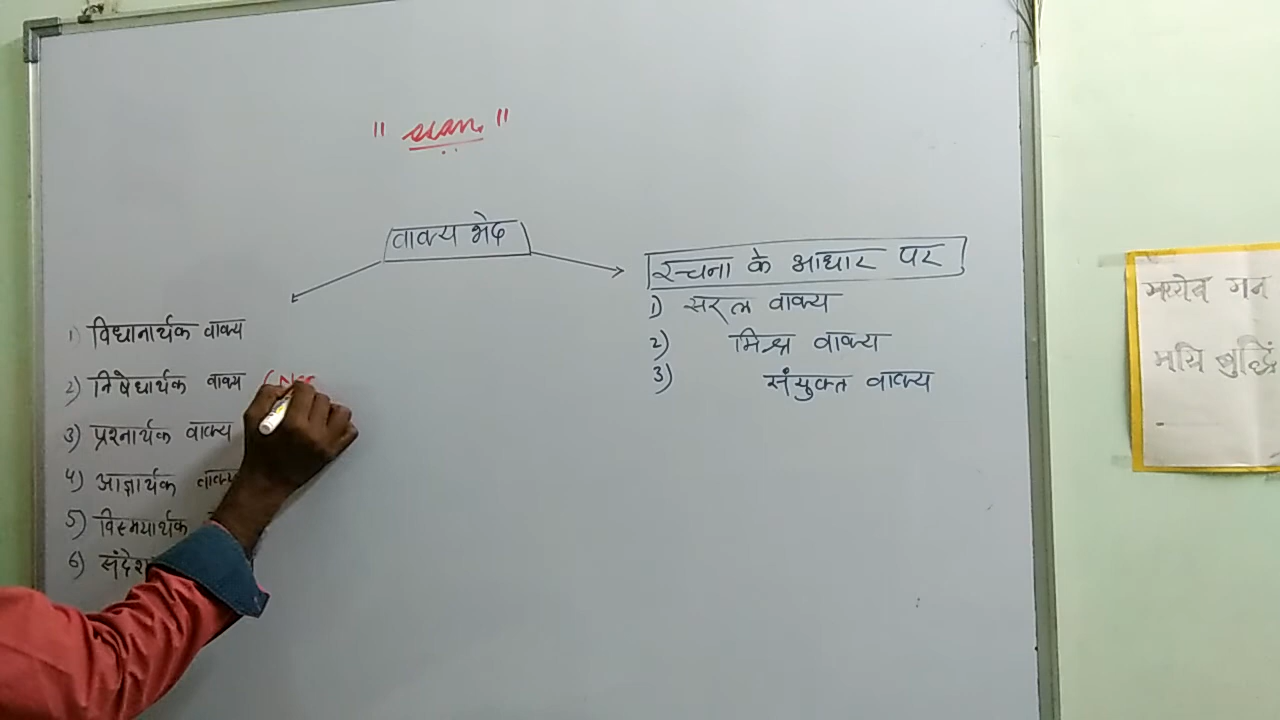 वाक्य भेद
रचना के आधार पर
1) सरल वाक्य
2) मिश्र वाक्य
3) संयुक्त वाक्य
1) विधानार्थक वाक्य
2) निषेधार्थक वाक्य
3) प्रश्नार्थक वाक्य
4) आज्ञार्थक
5) विस्मयार्थक
6)
मयि बुद्धिं